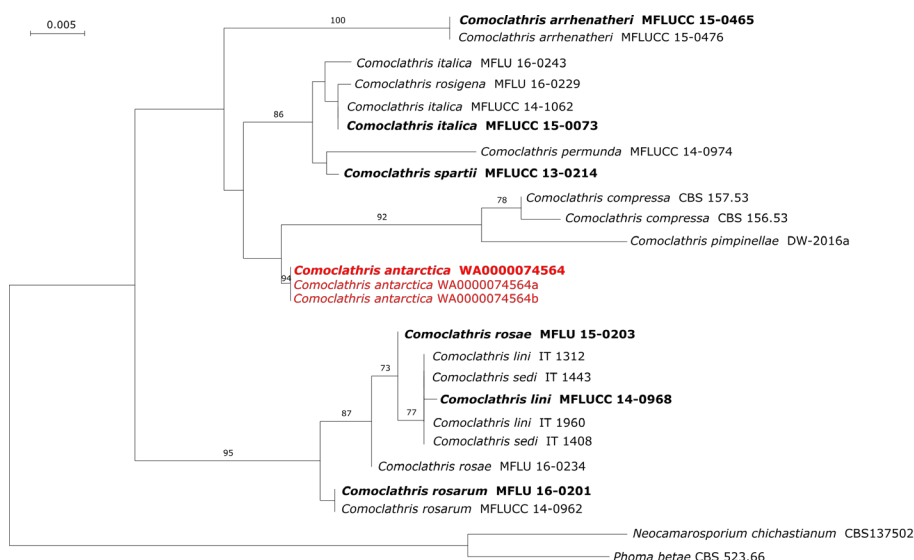 0.005
100
Comoclathris arrhenatheri MFLUCC 15-0465
Comoclathris arrhenatheri MFLUCC 15-0476
Comoclathris italica MFLU 16-0243
Comoclathris rosigena MFLU 16-0229
Comoclathris italica MFLUCC 14-1062
86
Comoclathris italica MFLUCC 15-0073
Comoclathris permunda MFLUCC 14-0974
Comoclathris spartii MFLUCC 13-0214
78
Comoclathris compressa CBS 157.53
92
Comoclathris compressa CBS 156.53
Comoclathris pimpinellae DW-2016a
Comoclathris antarctica WA0000074564
94
Comoclathris antarctica WA0000074564a
Comoclathris antarctica WA0000074564b
Comoclathris rosae MFLU 15-0203
Comoclathris lini IT 1312
73
Comoclathris sedi IT 1443
Comoclathris lini MFLUCC 14-0968
87
77
Comoclathris lini IT 1960
Comoclathris sedi IT 1408
95
Comoclathris rosae MFLU 16-0234
Comoclathris rosarum MFLU 16-0201
Comoclathris rosarum MFLUCC 14-0962
Neocamarosporium chichastianum CBS137502
Phoma betae CBS 523.66